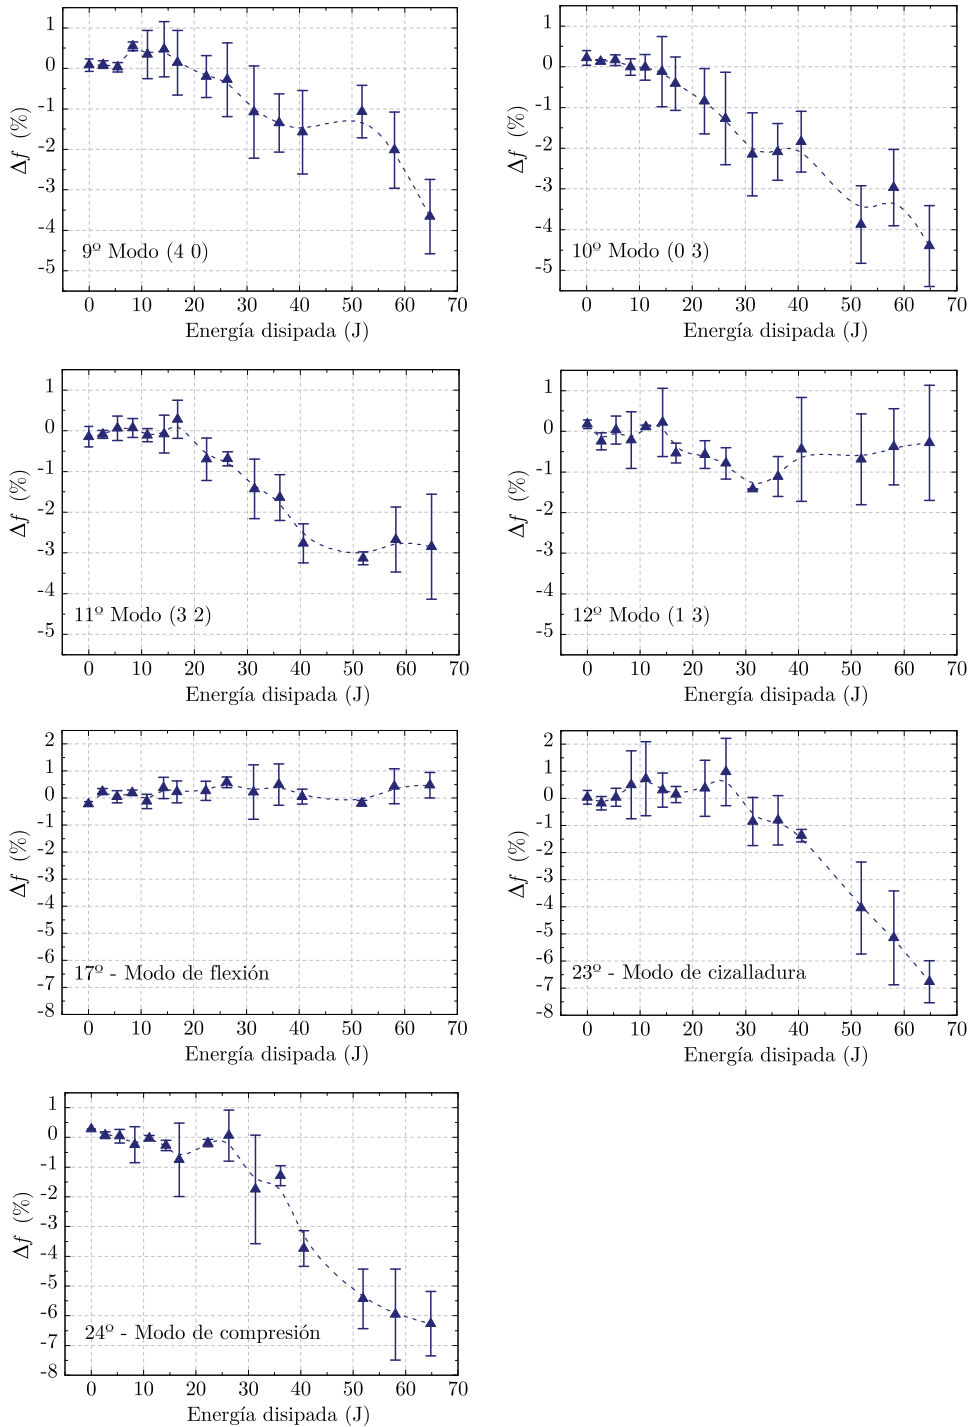 1
0
-1
-2
-3
-4
-5
Δf (%)
9º Modo (4 0)
0 10 20 30 40 50 60 70
Energía disipada (J)
1
0
-1
-2
-3
-4
-5
Δf (%)
10º Modo (0 3)
0 10 20 30 40 50 60 70
Energía disipada (J)
1
0
-1
-2
-3
-4
-5
Δf (%)
11º Modo (3 2)
0 10 20 30 40 50 60 70
Energía disipada (J)
1
0
-1
-2
-3
-4
-5
Δf (%)
12º Modo (1 3)
0 10 20 30 40 50 60 70
Energía disipada (J)
2
1
0
-1
-2
-3
-4
-5
-6
-7
-8
Δf (%)
17º - Modo de flexión
0 10 20 30 40 50 60 70
Energía disipada (J)
2
1
0
-1
-2
-3
-4
-5
-6
-7
-8
Δf (%)
23º - Modo de cizalladura
0 10 20 30 40 50 60 70
Energía disipada (J)
1
0
-1
-2
-3
-4
-5
-6
-7
-8
Δf (%)
24º - Modo de compresión
0 10 20 30 40 50 60 70
Energía disipada (J)